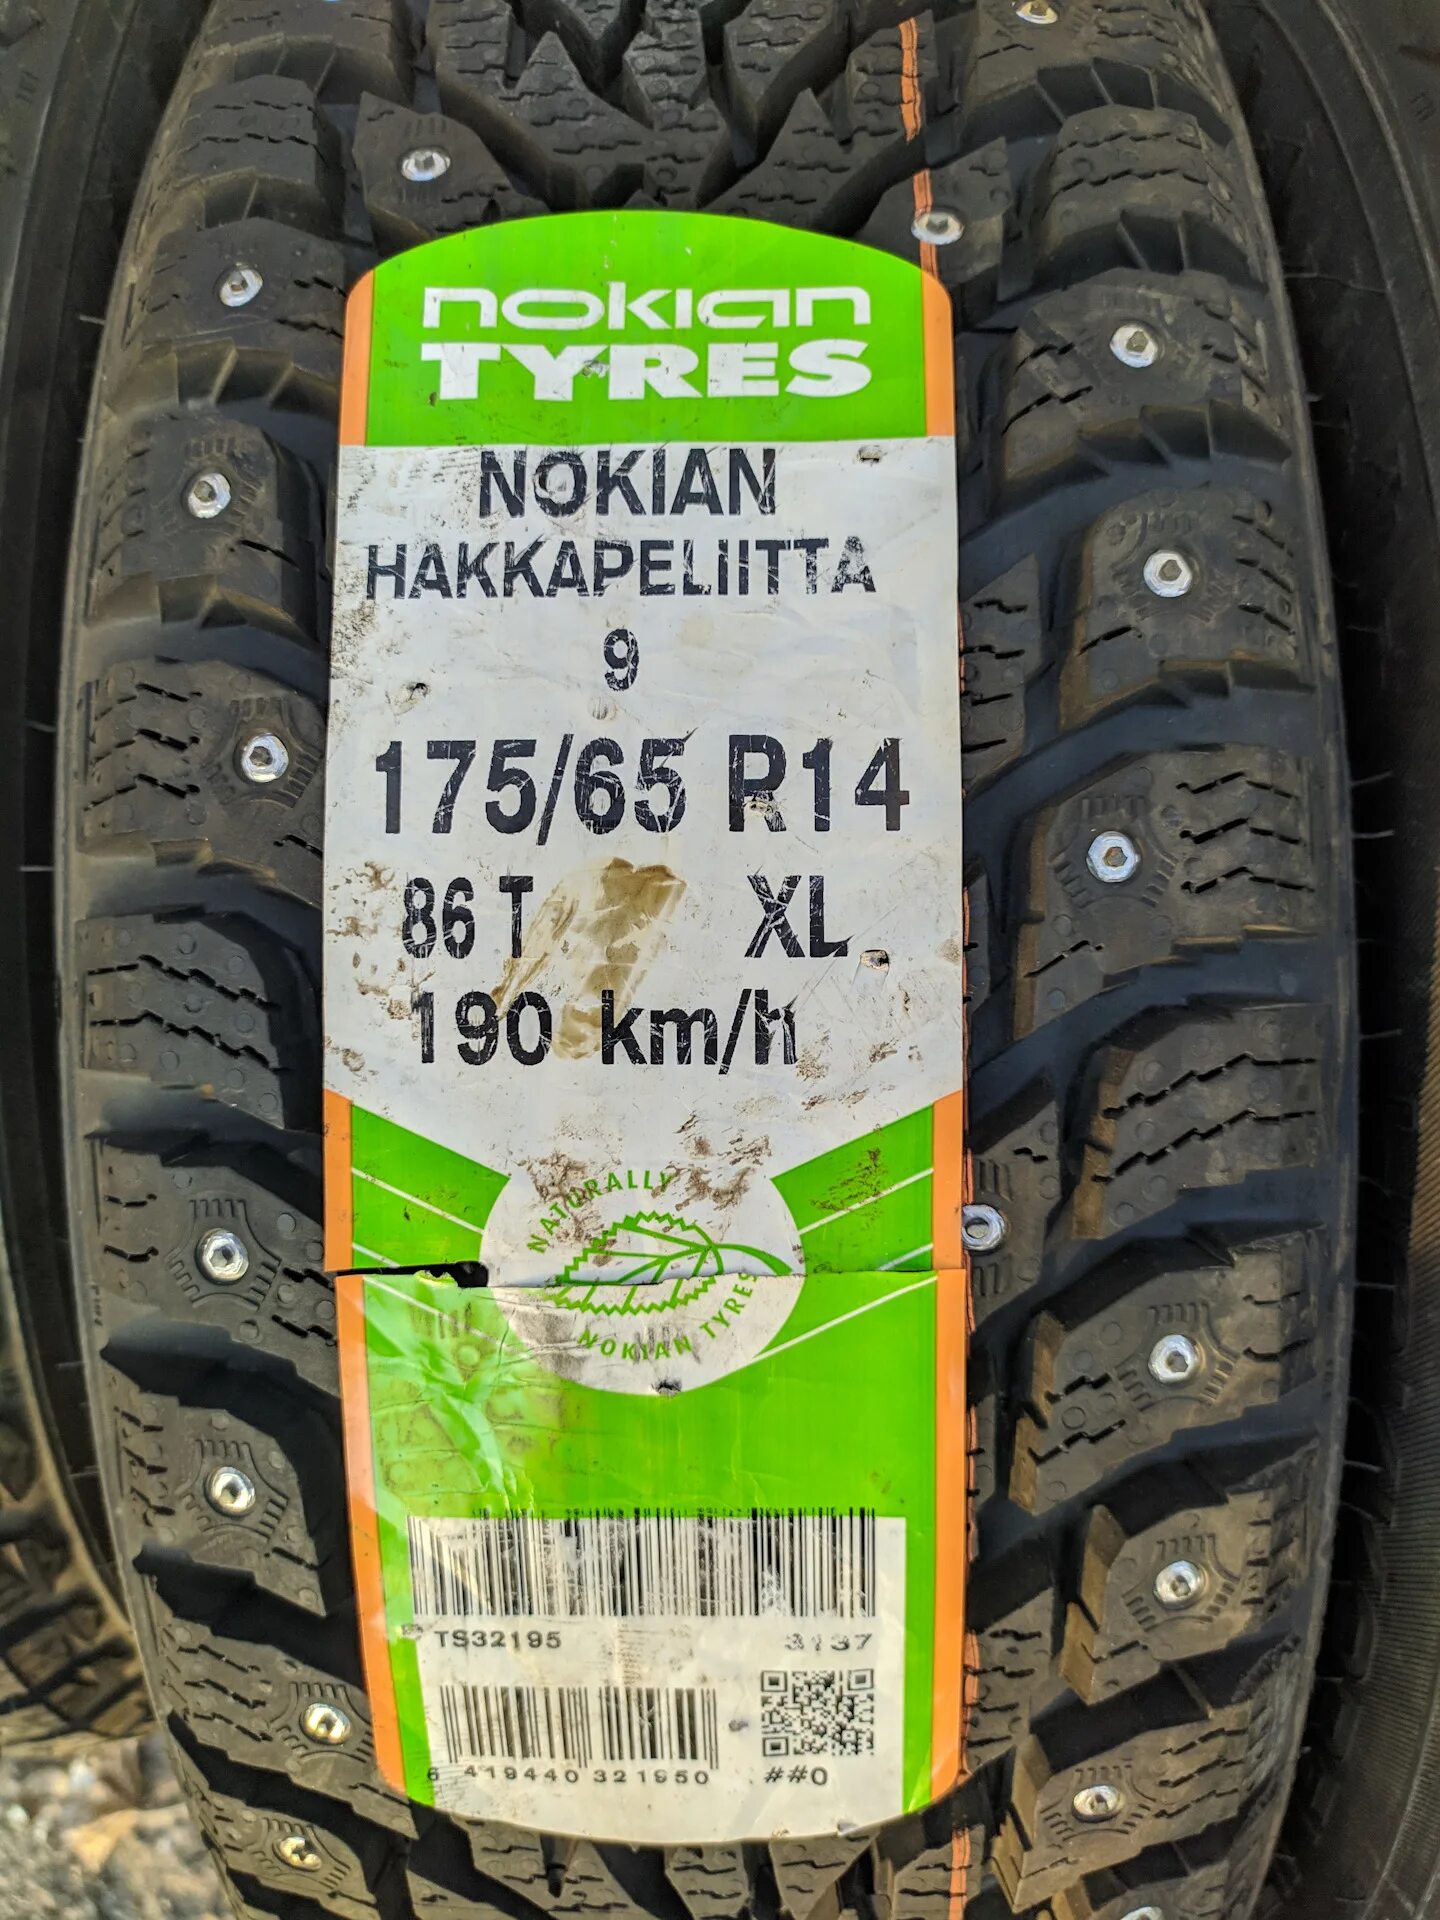 nokian
TYRES
NOKIAN
HAKKAPELIITTA
9
175/65 R14
86 T XL
190 km/h
NATURALLY
NOKIAN TYRES
TS32195 3137
6 419440 321950 ##0